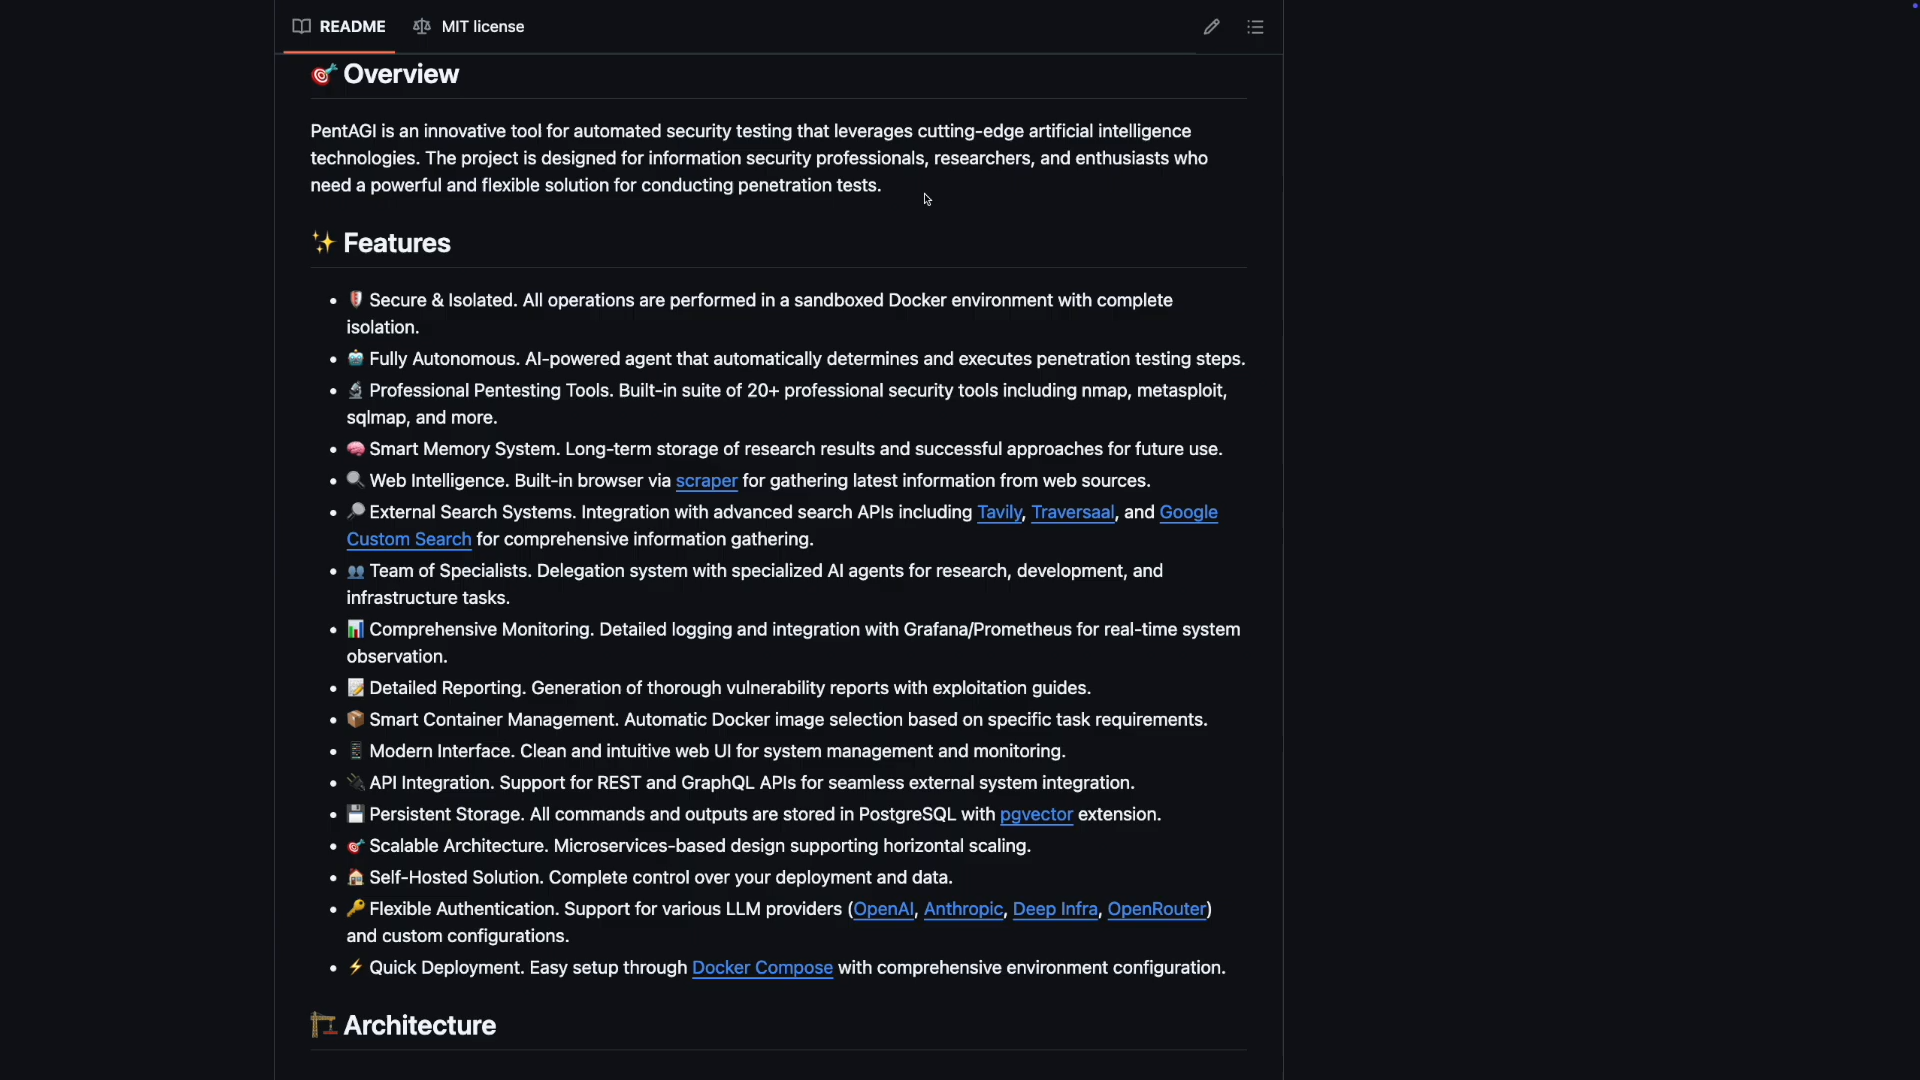 README
MIT license
Overview
PentAGI is an innovative tool for automated security testing that leverages cutting-edge artificial intelligence
technologies. The project is designed for information security professionals, researchers, and enthusiasts who
need a powerful and flexible solution for conducting penetration tests.
Features
Secure & Isolated. All operations are performed in a sandboxed Docker environment with complete
isolation.
Fully Autonomous. AI-powered agent that automatically determines and executes penetration testing steps.
Professional Pentesting Tools. Built-in suite of 20+ professional security tools including nmap, metasploit,
sqlmap, and more.
Smart Memory System. Long-term storage of research results and successful approaches for future use.
Web Intelligence. Built-in browser via scraper for gathering latest information from web sources.
External Search Systems. Integration with advanced search APIs including Tavily, Traversaal, and Google
Custom Search for comprehensive information gathering.
Team of Specialists. Delegation system with specialized AI agents for research, development, and
infrastructure tasks.
Comprehensive Monitoring. Detailed logging and integration with Grafana/Prometheus for real-time system
observation.
Detailed Reporting. Generation of thorough vulnerability reports with exploitation guides.
Smart Container Management. Automatic Docker image selection based on specific task requirements.
Modern Interface. Clean and intuitive web UI for system management and monitoring.
API Integration. Support for REST and GraphQL APIs for seamless external system integration.
Persistent Storage. All commands and outputs are stored in PostgreSQL with pgvector extension.
Scalable Architecture. Microservices-based design supporting horizontal scaling.
Self-Hosted Solution. Complete control over your deployment and data.
Flexible Authentication. Support for various LLM providers (OpenAI, Anthropic, Deep Infra, OpenRouter)
and custom configurations.
Quick Deployment. Easy setup through Docker Compose with comprehensive environment configuration.
Architecture